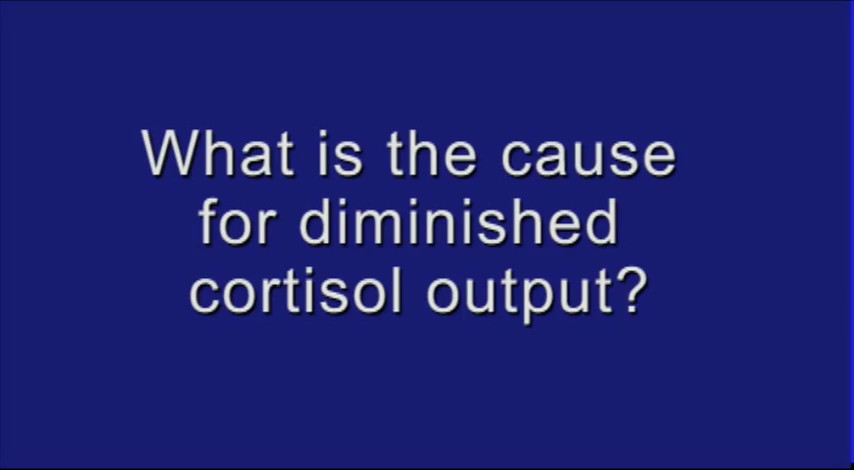 What is the cause
for diminished
cortisol output?